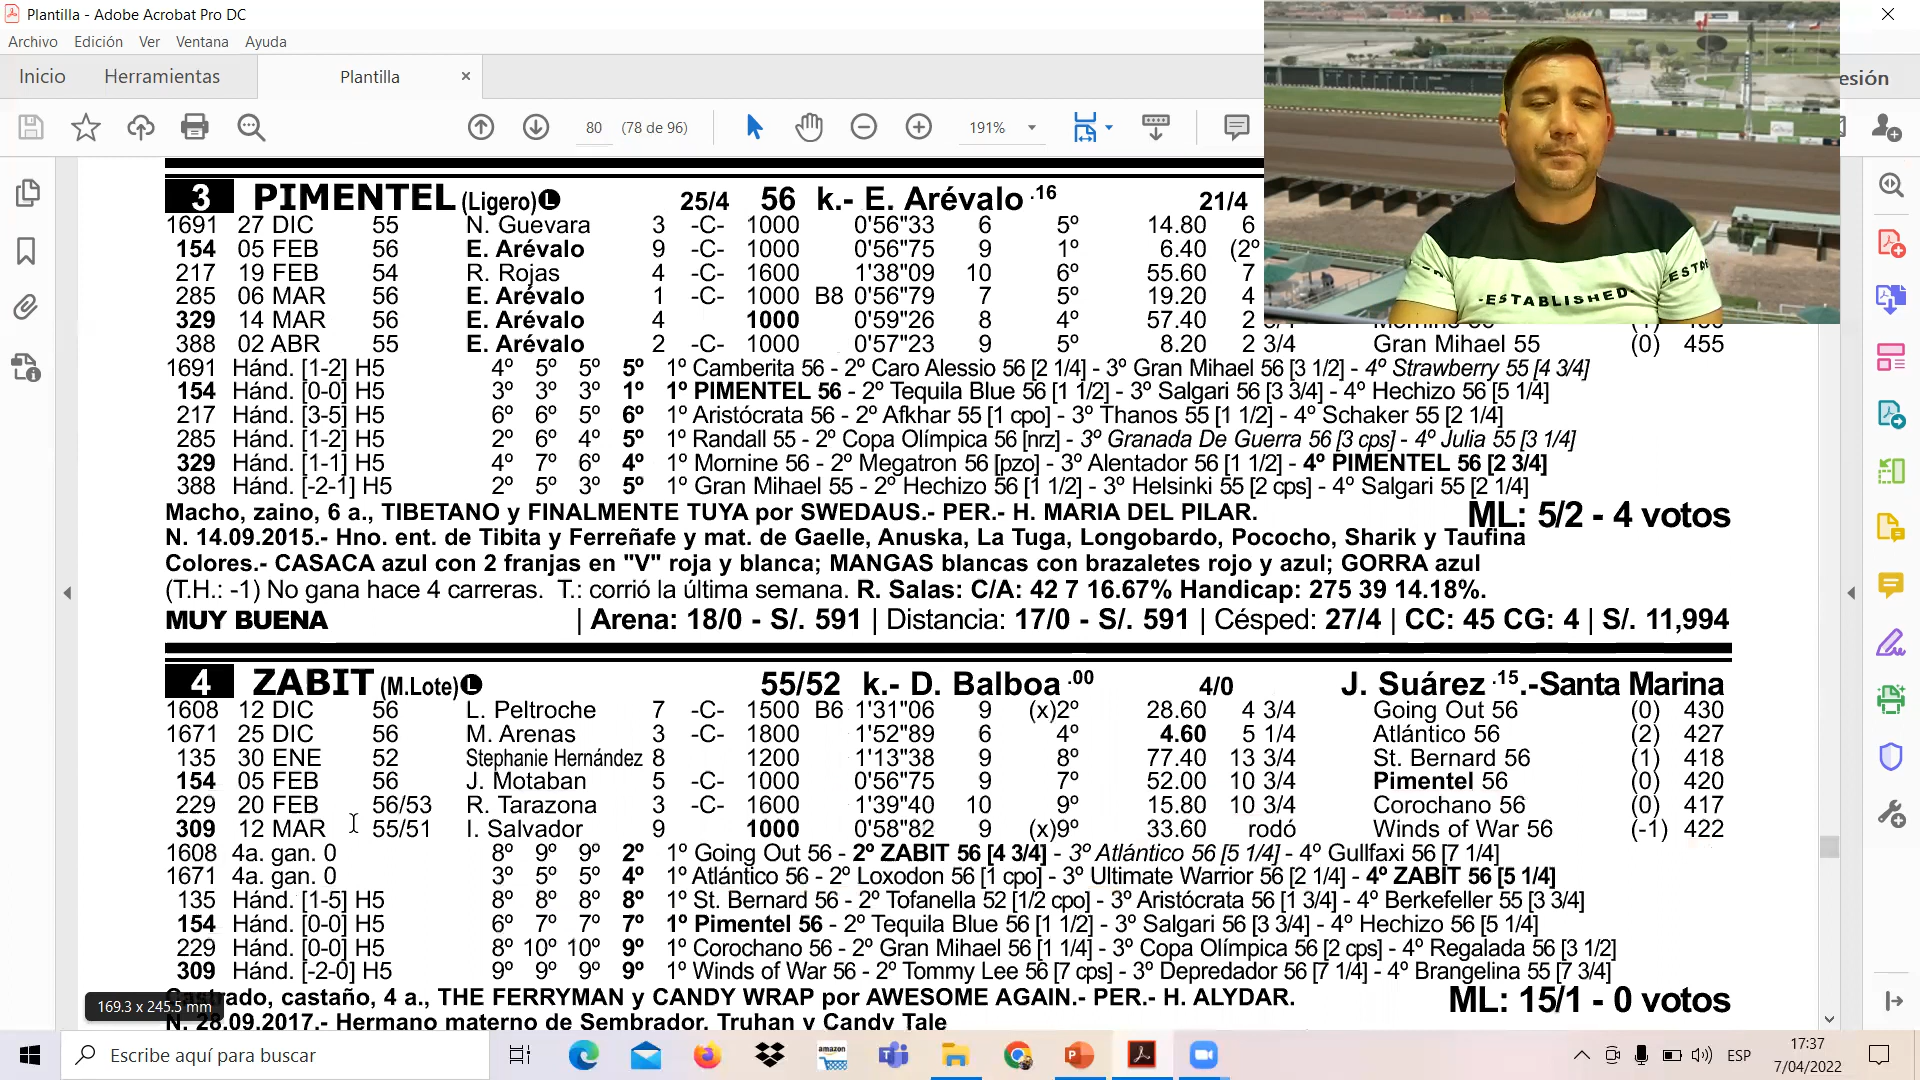 Plantilla - Adobe Acrobat Pro DC
Archivo Edición Ver Ventana Ayuda
Inicio Herramientas Plantilla esión
80 (78 de 96) 191%
3 PIMENTEL (Ligero) L 25/4 56 k.- E. Arévalo .16 21/4
1691 27 DIC 55 N. Guevara 3 -C- 1000 0'56"33 6 5º 14.80 6
154 05 FEB 56 E. Arévalo 9 -C- 1000 0'56"75 9 1º 6.40 (2º
217 19 FEB 54 R. Rojas 4 -C- 1600 1'38"09 10 6º 55.60 7
285 06 MAR 56 E. Arévalo 1 -C- 1000 B8 0'56"79 7 5º 19.20 4
329 14 MAR 56 E. Arévalo 4 1000 0'59"26 8 4º 57.40 2
388 02 ABR 55 E. Arévalo 2 -C- 1000 0'57"23 9 5º 8.20 2 3/4 Gran Mihael 55 (0) 455
1691 Hánd. [1-2] H5 4º 5º 5º 5º 1º Camberita 56 - 2º Caro Alessio 56 [2 1/4] - 3º Gran Mihael 56 [3 1/2] - 4º Strawberry 55 [4 3/4]
154 Hánd. [0-0] H5 3º 3º 3º 1º 1º PIMENTEL 56 - 2º Tequila Blue 56 [1 1/2] - 3º Salgari 56 [3 3/4] - 4º Hechizo 56 [5 1/4]
217 Hánd. [3-5] H5 6º 6º 5º 6º 1º Aristócrata 56 - 2º Afkhar 55 [1 cpo] - 3º Thanos 55 [1 1/2] - 4º Schaker 55 [2 1/4]
285 Hánd. [1-2] H5 2º 6º 4º 5º 1º Randall 55 - 2º Copa Olímpica 56 [nrz] - 3º Granada De Guerra 56 [3 cps] - 4º Julia 55 [3 1/4]
329 Hánd. [1-1] H5 4º 7º 6º 4º 1º Mornine 56 - 2º Megatron 56 [pzo] - 3º Alentador 56 [1 1/2] - 4º PIMENTEL 56 [2 3/4]
388 Hánd. [-2-1] H5 2º 5º 3º 5º 1º Gran Mihael 55 - 2º Hechizo 56 [1 1/2] - 3º Helsinki 55 [2 cps] - 4º Salgari 55 [2 1/4]
Macho, zaino, 6 a., TIBETANO y FINALMENTE TUYA por SWEDAUS.- PER.- H. MARIA DEL PILAR. ML: 5/2 - 4 votos
N. 14.09.2015.- Hno. ent. de Tibita y Ferreñafe y mat. de Gaelle, Anuska, La Tuga, Longobardo, Pococho, Sharik y Taufina
Colores.- CASACA azul con 2 franjas en "V" roja y blanca; MANGAS blancas con brazaletes rojo y azul; GORRA azul
(T.H.: -1) No gana hace 4 carreras. T.: corrió la última semana. R. Salas: C/A: 42 7 16.67% Handicap: 275 39 14.18%.
MUY BUENA | Arena: 18/0 - S/. 591 | Distancia: 17/0 - S/. 591 | Césped: 27/4 | CC: 45 CG: 4 | S/. 11,994
4 ZABIT (M.Lote) L 55/52 k.- D. Balboa .00 4/0 J. Suárez .15.-Santa Marina
1608 12 DIC 56 L. Peltroche 7 -C- 1500 B6 1'31"06 9 (x)2º 28.60 4 3/4 Going Out 56 (0) 430
1671 25 DIC 56 M. Arenas 3 -C- 1800 1'52"89 6 4º 4.60 5 1/4 Atlántico 56 (2) 427
135 30 ENE 52 Stephanie Hernández 8 1200 1'13"38 9 8º 77.40 13 3/4 St. Bernard 56 (1) 418
154 05 FEB 56 J. Motaban 5 -C- 1000 0'56"75 9 7º 52.00 10 3/4 Pimentel 56 (0) 420
229 20 FEB 56/53 R. Tarazona 3 -C- 1600 1'39"40 10 9º 15.80 10 3/4 Corochano 56 (0) 417
309 12 MAR 55/51 I. Salvador 9 1000 0'58"82 9 (x)9º 33.60 rodó Winds of War 56 (-1) 422
1608 4a. gan. 0 8º 9º 9º 2º 1º Going Out 56 - 2º ZABIT 56 [4 3/4] - 3º Atlántico 56 [5 1/4] - 4º Gullfaxi 56 [7 1/4]
1671 4a. gan. 0 3º 5º 5º 4º 1º Atlántico 56 - 2º Loxodon 56 [1 cpo] - 3º Ultimate Warrior 56 [2 1/4] - 4º ZABIT 56 [5 1/4]
135 Hánd. [1-5] H5 8º 8º 8º 8º 1º St. Bernard 56 - 2º Tofanella 52 [1/2 cpo] - 3º Aristócrata 56 [1 3/4] - 4º Berkefeller 55 [3 3/4]
154 Hánd. [0-0] H5 6º 7º 7º 7º 1º Pimentel 56 - 2º Tequila Blue 56 [1 1/2] - 3º Salgari 56 [3 3/4] - 4º Hechizo 56 [5 1/4]
229 Hánd. [0-0] H5 8º 10º 10º 9º 1º Corochano 56 - 2º Gran Mihael 56 [1 1/4] - 3º Copa Olímpica 56 [2 cps] - 4º Regalada 56 [3 1/2]
309 Hánd. [-2-0] H5 9º 9º 9º 9º 1º Winds of War 56 - 2º Tommy Lee 56 [7 cps] - 3º Depredador 56 [7 1/4] - 4º Brangelina 55 [7 3/4]
Castrado, castaño, 4 a., THE FERRYMAN y CANDY WRAP por AWESOME AGAIN.- PER.- H. ALYDAR. ML: 15/1 - 0 votos
169.3 x 245.5 mm
N. 28.09.2017.- Hermano materno de Sembrador, Truhan y Candy Tale
-ESTABLISHED-
Escribe aquí para buscar
amazon
ESP
17:37
7/04/2022